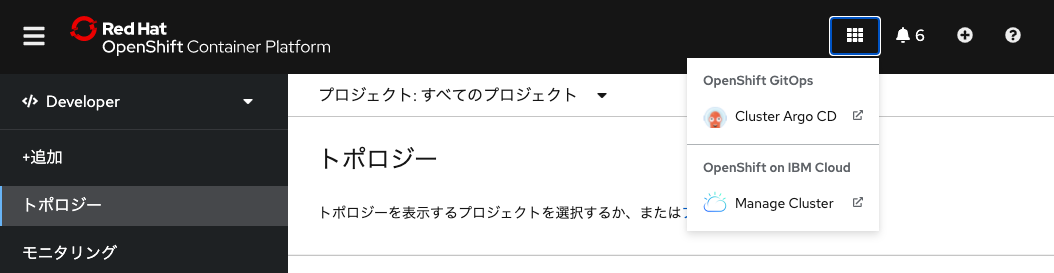 Red Hat
OpenShift Container Platform
6
Developer
プロジェクト: すべてのプロジェクト
OpenShift GitOps
Cluster Argo CD
+追加
トポロジー
OpenShift on IBM Cloud
トポロジー
トポロジーを表示するプロジェクトを選択するか、または
Manage Cluster
モニタリング